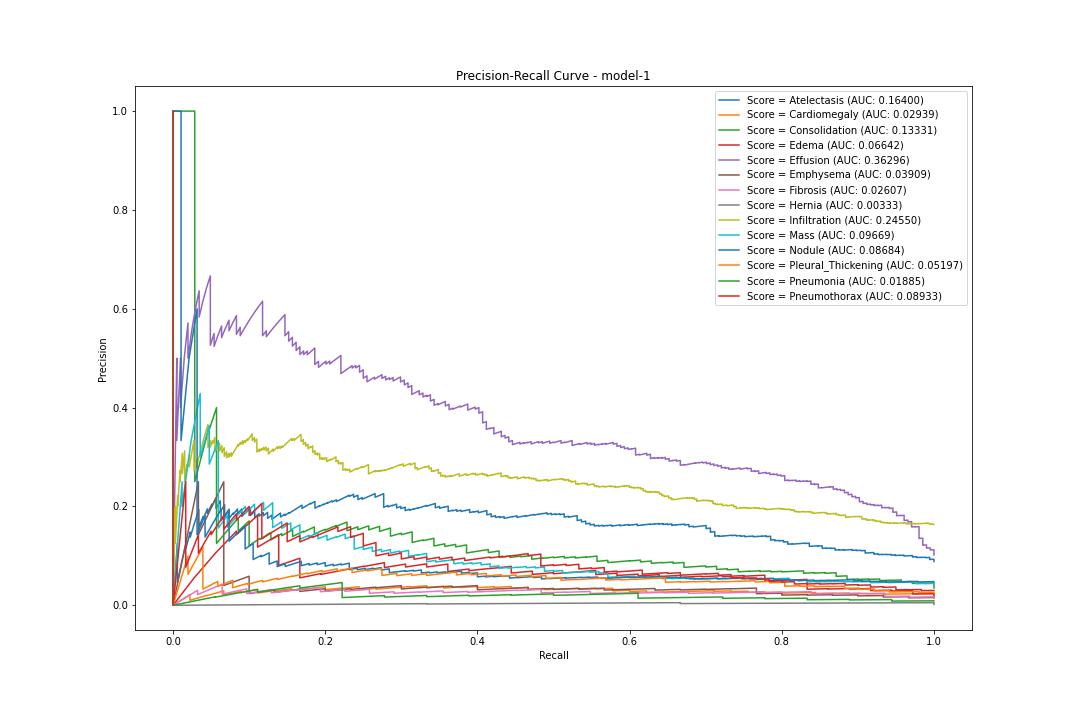 Precision-Recall Curve - model-1
Score = Atelectasis (AUC: 0.16400)
Score = Cardiomegaly (AUC: 0.02939)
Score = Consolidation (AUC: 0.13331)
Score = Edema (AUC: 0.06642)
Score = Effusion (AUC: 0.36296)
Score = Emphysema (AUC: 0.03909)
Score = Fibrosis (AUC: 0.02607)
Score = Hernia (AUC: 0.00333)
Score = Infiltration (AUC: 0.24550)
Score = Mass (AUC: 0.09669)
Score = Nodule (AUC: 0.08684)
Score = Pleural_Thickening (AUC: 0.05197)
Score = Pneumonia (AUC: 0.01885)
Score = Pneumothorax (AUC: 0.08933)
1.0
0.8
0.6
0.4
0.2
0.0
Precision
0.0 0.2 0.4 0.6 0.8 1.0
Recall